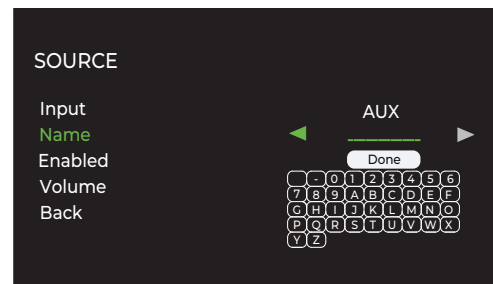 SOURCE
Input
AUX
Name
Enabled
Done
Volume
Back
- 0 1 2 3 4 5 6
7 8 9 A B C D E F
G H I J K L M N O
P Q R S T U V W X
Y Z